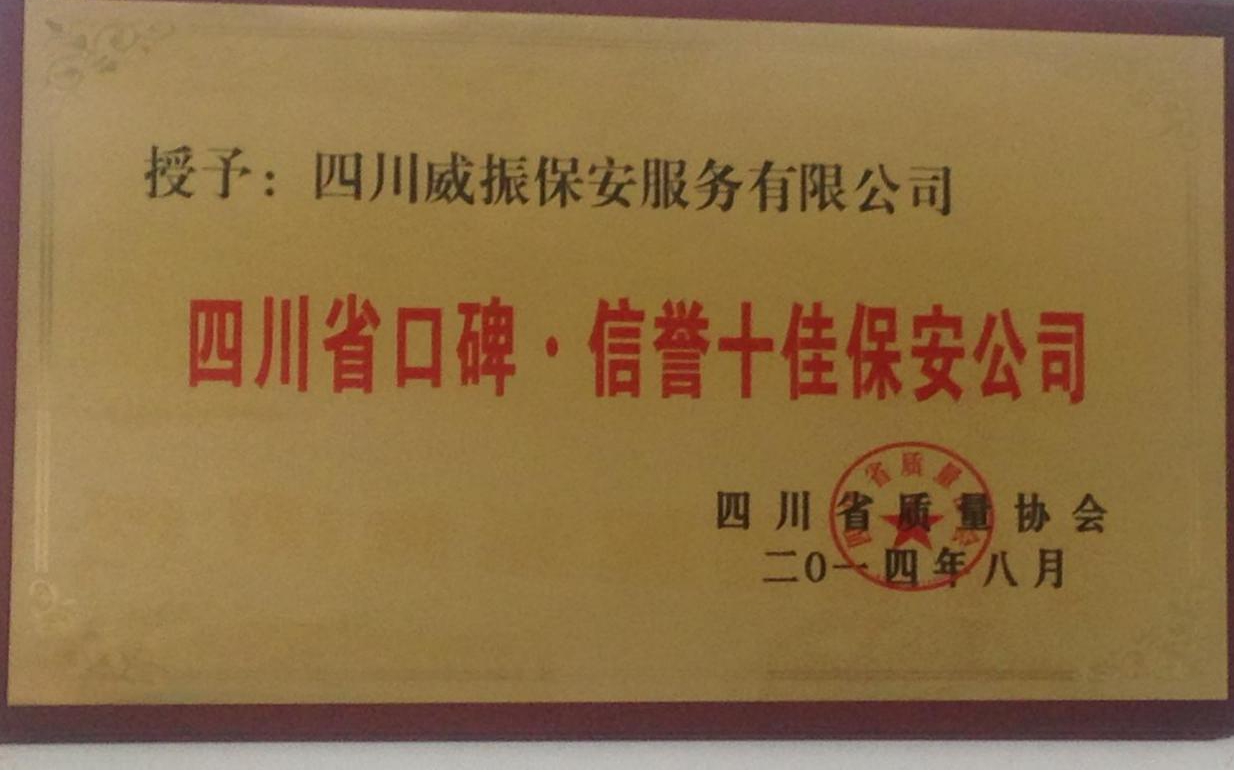 授予：四川威振保安服务有限公司
四川省口碑·信誉十佳保安公司
四川省质量协会
二0一四年八月